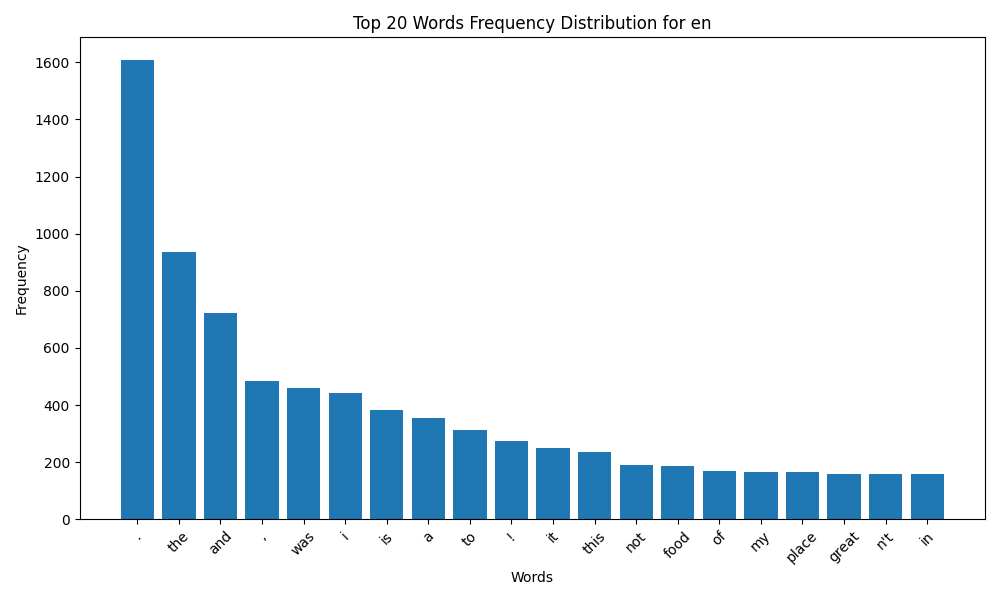 Top 20 Words Frequency Distribution for en
Frequency
1600
1400
1200
1000
800
600
400
200
0
. the and , was i is a to ! it this not food of my place great n't in
Words